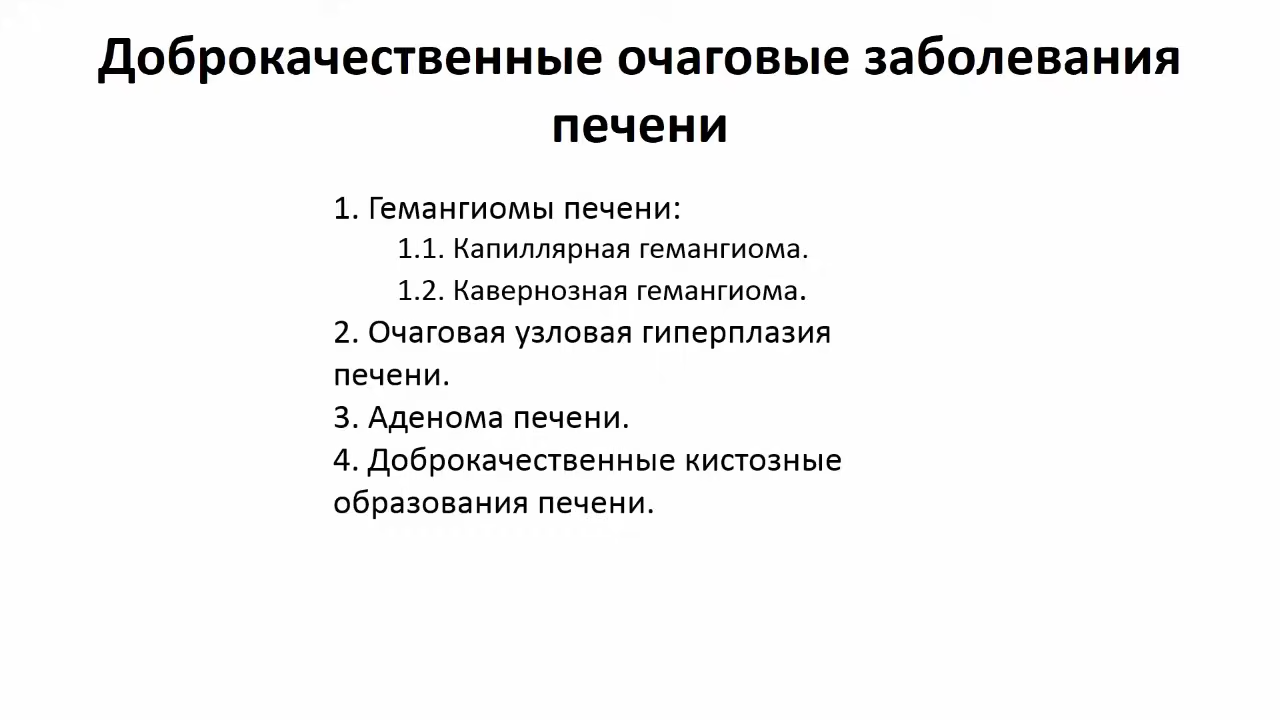 Доброкачественные очаговые заболевания
печени
1. Гемангиомы печени:
1.1. Капиллярная гемангиома.
1.2. Кавернозная гемангиома.
2. Очаговая узловая гиперплазия
печени.
3. Аденома печени.
4. Доброкачественные кистозные
образования печени.